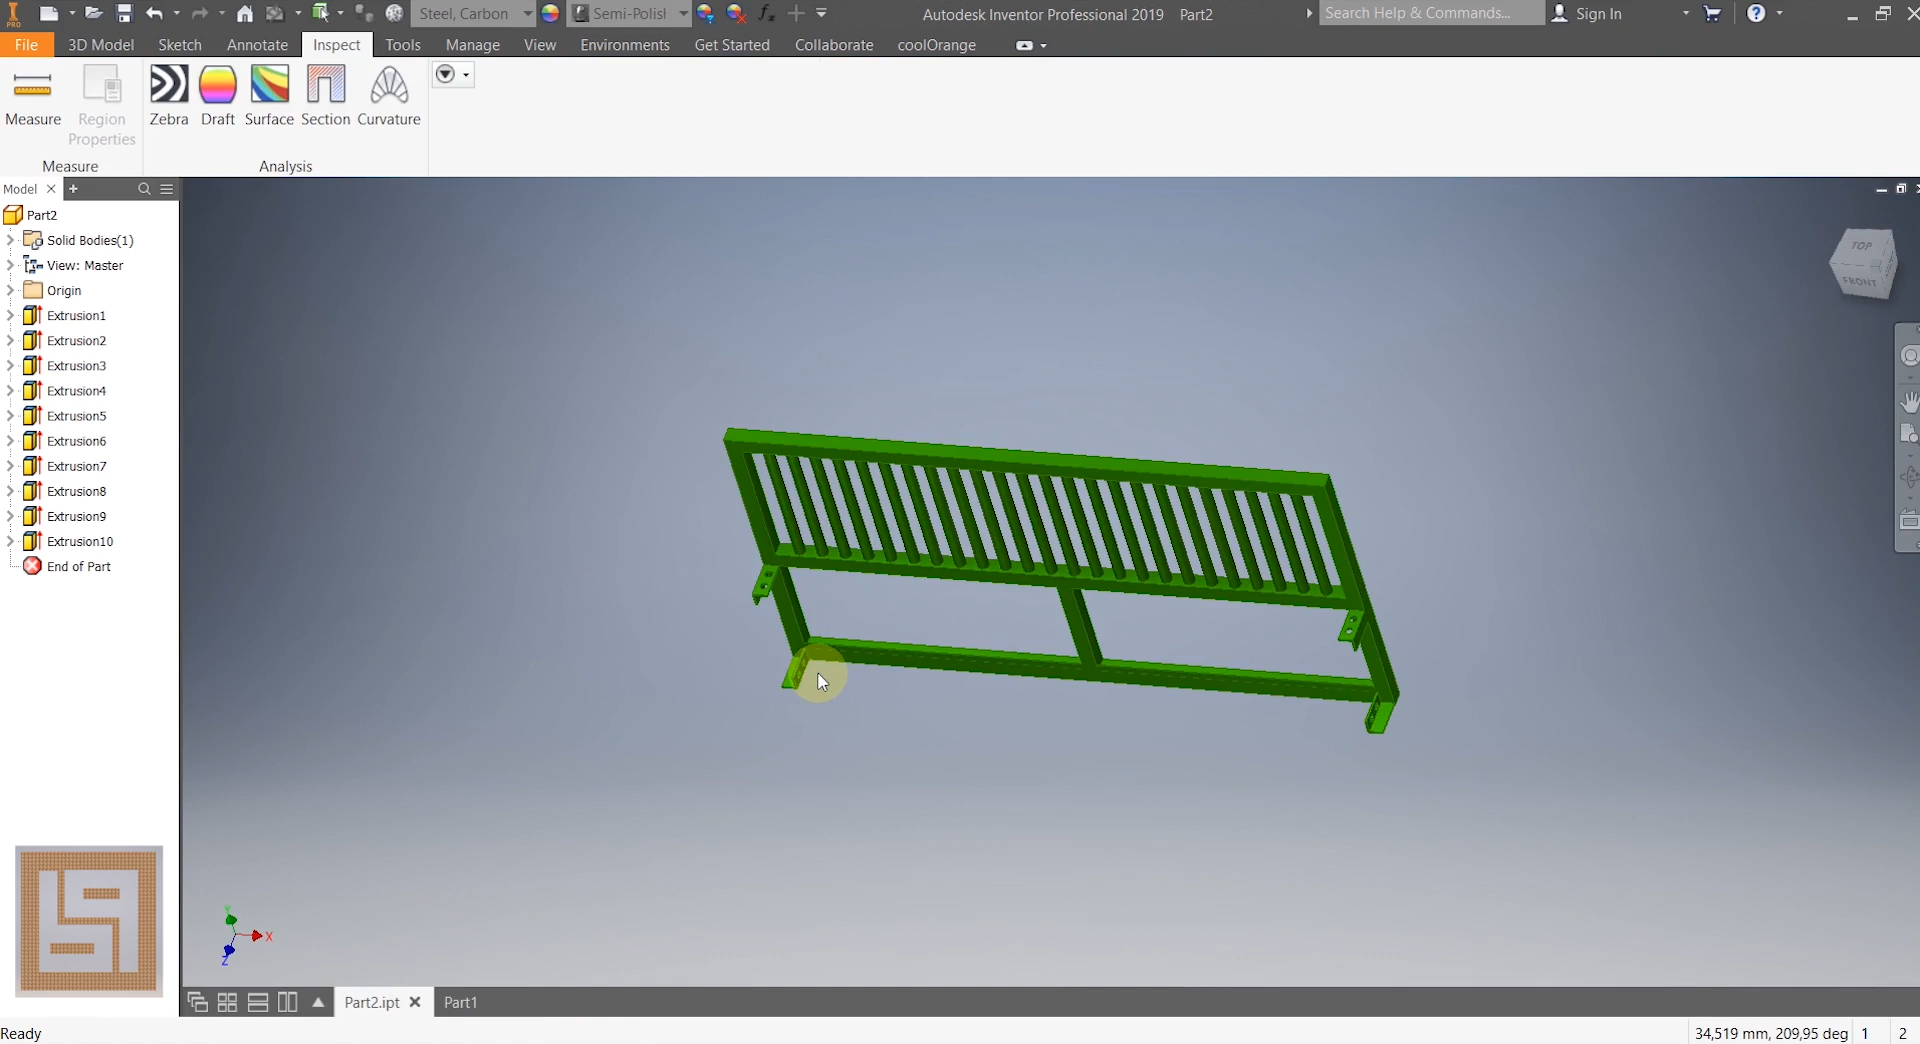 PRO
Steel, Carbon
Semi-Polish
fx
Autodesk Inventor Professional 2019 Part2
Search Help & Commands...
Sign In
File
3D Model
Sketch
Annotate
Inspect
Tools
Manage
View
Environments
Get Started
Collaborate
coolOrange
Measure
Region Properties
Zebra
Draft
Surface
Section
Curvature
Measure
Analysis
Model
Part2
Solid Bodies(1)
View: Master
Origin
Extrusion1
Extrusion2
Extrusion3
Extrusion4
Extrusion5
Extrusion6
Extrusion7
Extrusion8
Extrusion9
Extrusion10
End of Part
TOP
FRONT
Y
X
Z
Part2.ipt
Part1
Ready
34,519 mm, 209,95 deg
1
2